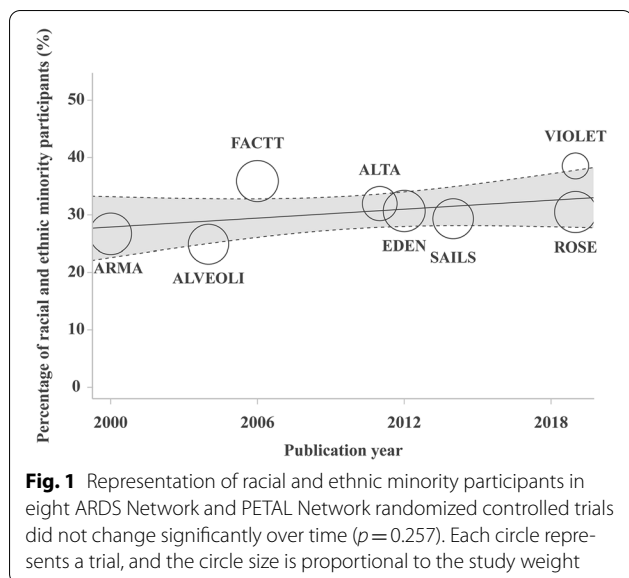 Percentage of racial and ethnic minority participants (%)
50
40
30
20
10
0
FACTT
VIOLET
ALTA
ARMA
ALVEOLI
EDEN
SAILS
ROSE
2000 2006 2012 2018
Publication year
Fig. 1 Representation of racial and ethnic minority participants in
eight ARDS Network and PETAL Network randomized controlled trials
did not change significantly over time (p = 0.257). Each circle repre-
sents a trial, and the circle size is proportional to the study weight